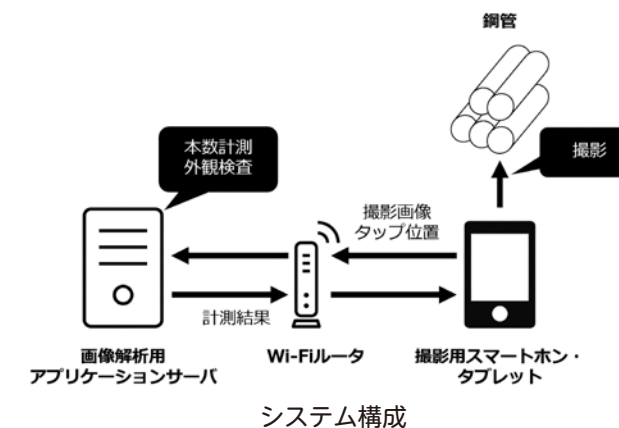 鋼管
本数計測
外観検査
撮影
撮影画像
タップ位置
計測結果
画像解析用
アプリケーションサーバ
Wi-Fiルータ
撮影用スマートホン・
タブレット
システム構成